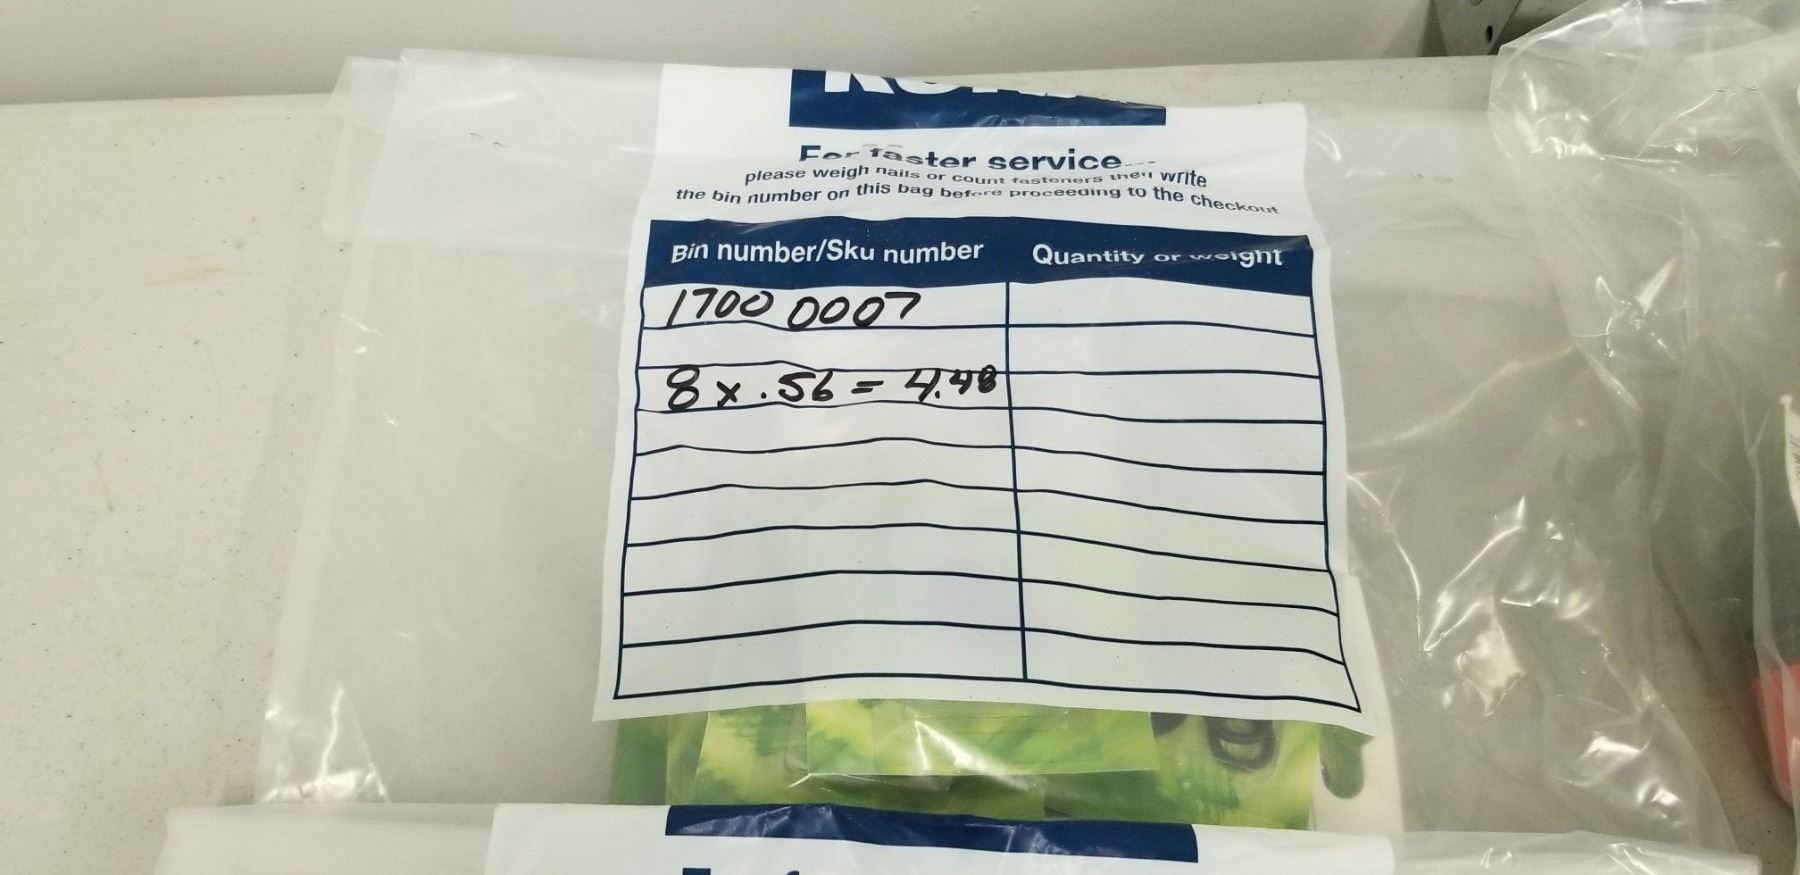 For faster service...
please weigh nails or count fasteners then write
the bin number on this bag before proceeding to the checkout
Bin number/Sku number Quantity or weight
1700 0007
8 x .56 = 4.48